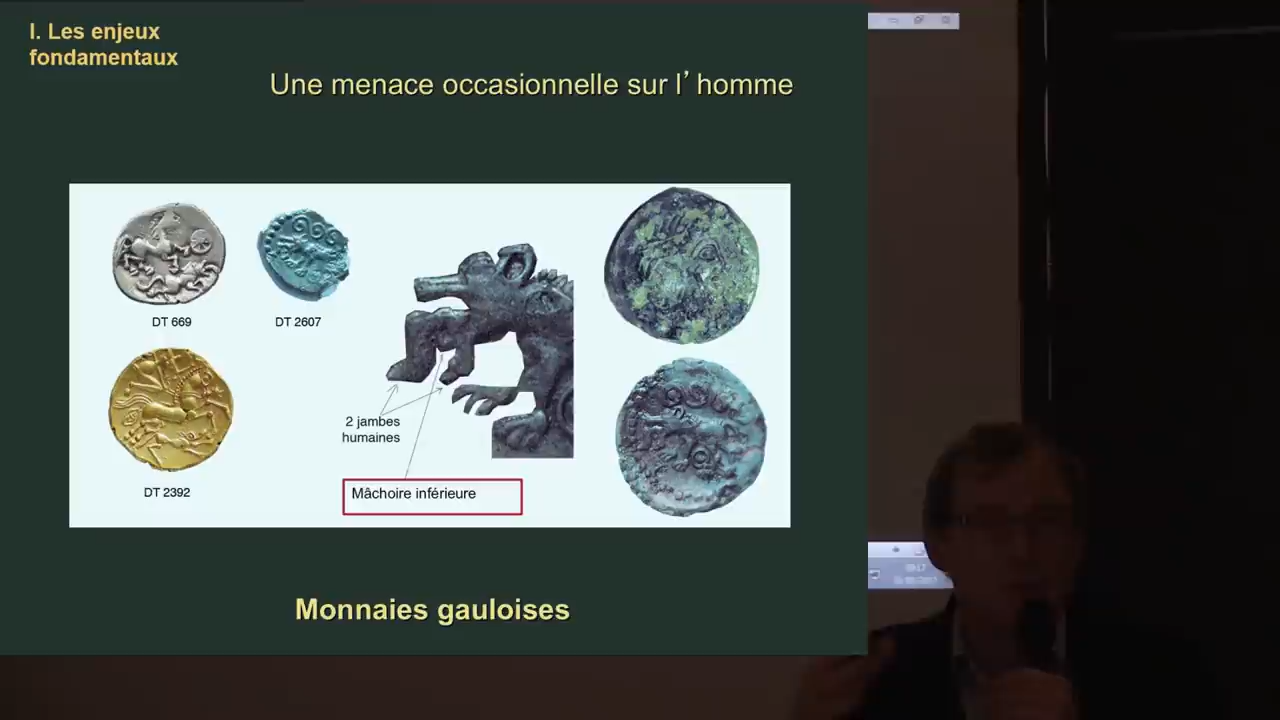 I. Les enjeux
fondamentaux
Une menace occasionnelle sur l’homme
DT 669
DT 2607
DT 2392
2 jambes
humaines
Mâchoire inférieure
Monnaies gauloises